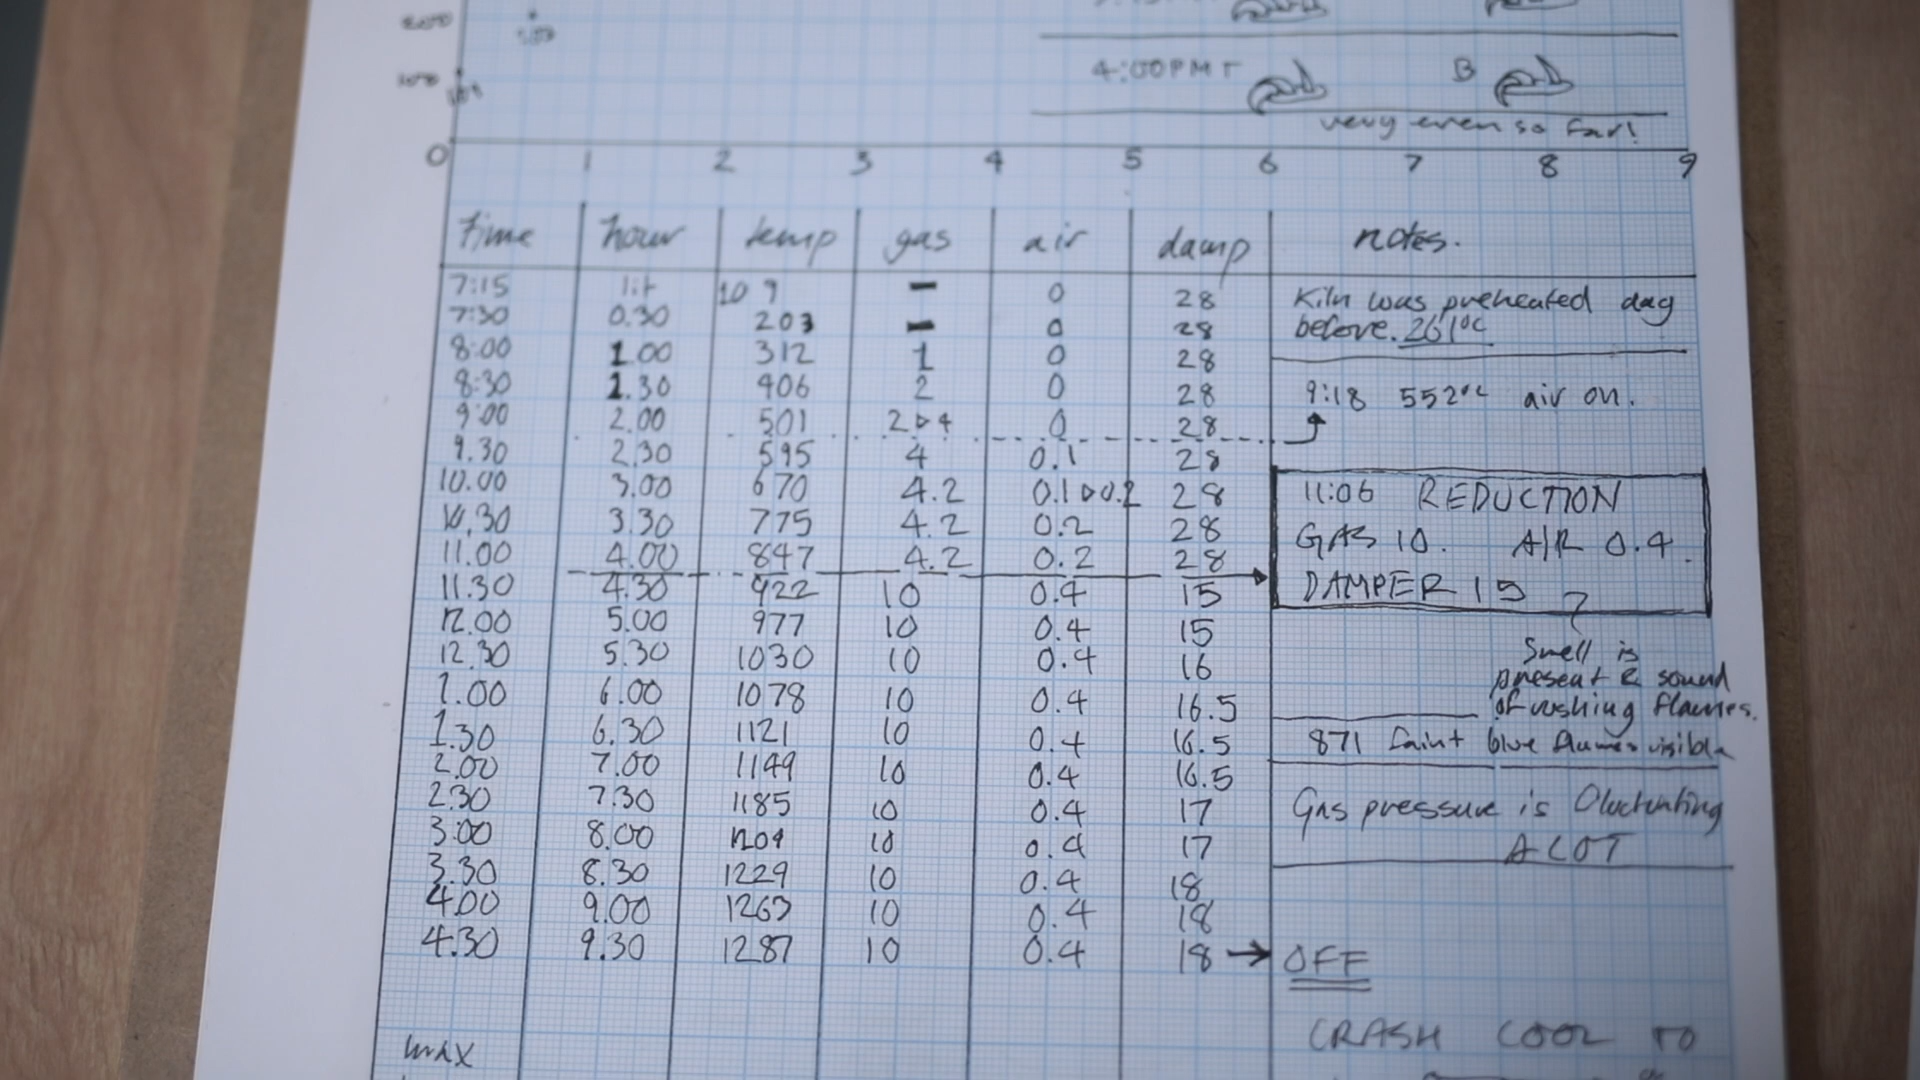 4:00PM T B
very even so far!
0 1 2 3 4 5 6 7 8 9
time hour temp gas air damp notes.
7:15 lit 109 - 0 28 Kiln was preheated day
7:30 0.30 203 - 0 28 before. 261°C
8:00 1.00 312 1 0 28
8:30 1.30 406 2 0 28 9:18 552°C air on.
9:00 2.00 501 2▷4 0 28
9.30 2.30 595 4 0.1 28
10.00 3.00 670 4.2 0.1▷0.2 28 11:06 REDUCTION
10.30 3.30 775 4.2 0.2 28 GAS 10. AIR 0.4.
11.00 4.00 847 4.2 0.2 28 DAMPER 15
11.30 4.30 922 10 0.4 15
12.00 5.00 977 10 0.4 15 Smell is
12.30 5.30 1030 10 0.4 16 present & sound
1.00 6.00 1078 10 0.4 16.5 of rushing flames.
1.30 6.30 1121 10 0.4 16.5 871 faint blue flames visible
2.00 7.00 1149 10 0.4 16.5
2.30 7.30 1185 10 0.4 17 Gas pressure is fluctuating
3.00 8.00 1209 10 0.4 17 A LOT
3.30 8.30 1229 10 0.4 18
4.00 9.00 1263 10 0.4 18
4.30 9.30 1287 10 0.4 18 → OFF
CRASH COOL TO
max